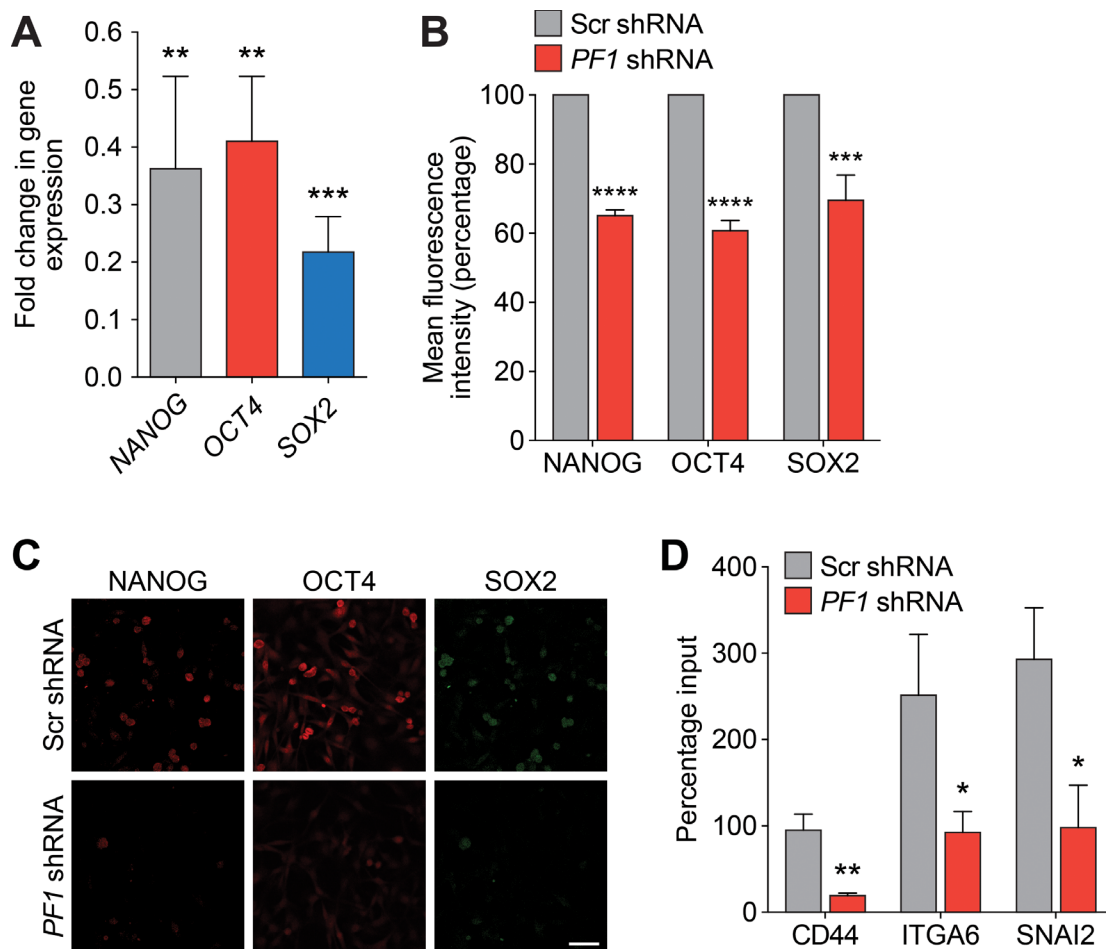 A
Fold change in gene
expression
0.6
0.5
0.4
0.3
0.2
0.1
0.0
**
**
***
NANOG
OCT4
SOX2
B
Scr shRNA
PF1 shRNA
Mean fluorescence
intensity (percentage)
100
80
60
40
20
0
****
****
***
NANOG
OCT4
SOX2
C
NANOG
OCT4
SOX2
Scr shRNA
PF1 shRNA
D
Scr shRNA
PF1 shRNA
Percentage input
400
300
200
100
0
**
*
*
CD44
ITGA6
SNAI2